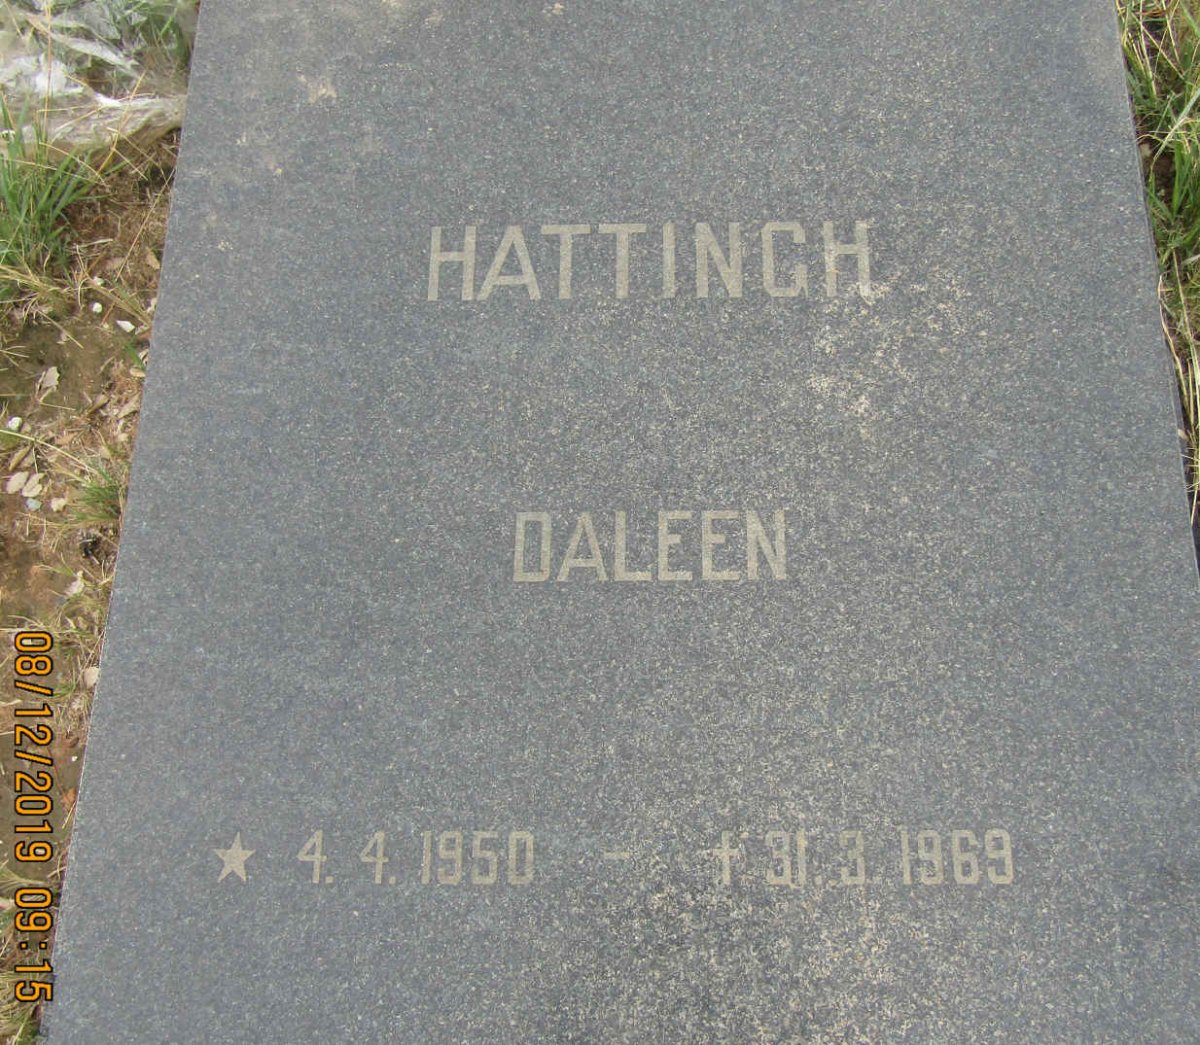 HATTINGH
DALEEN
★ 4.4.1950 - † 31.3.1969
08/12/2019 09:15